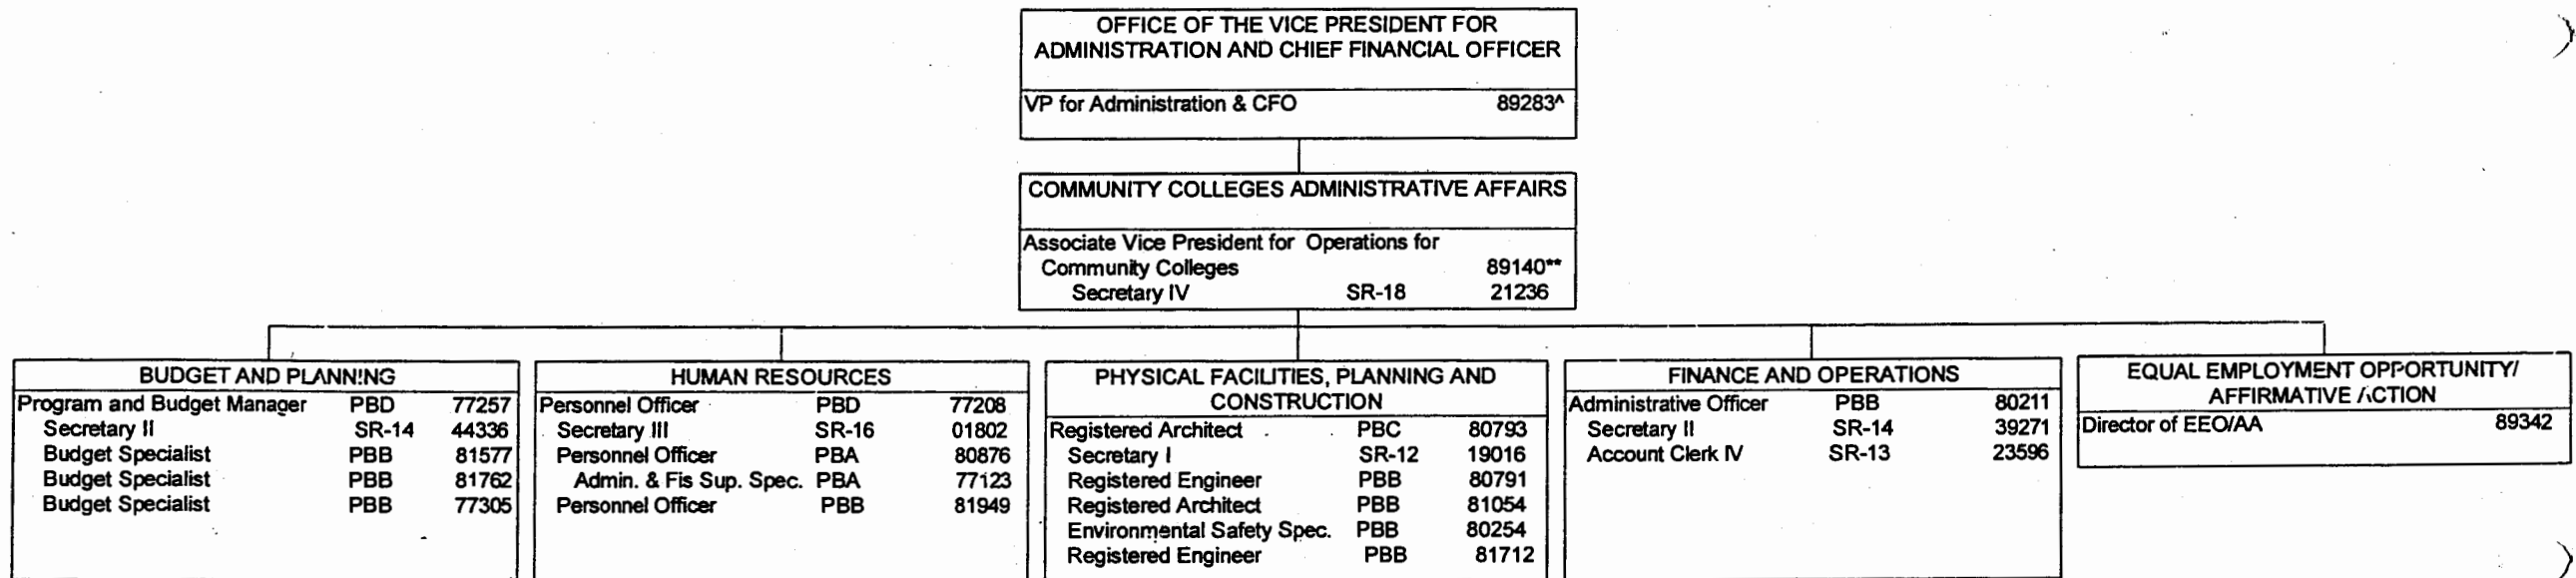 OFFICE OF THE VICE PRESIDENT FOR
ADMINISTRATION AND CHIEF FINANCIAL OFFICER
VP for Administration & CFO 89283^
COMMUNITY COLLEGES ADMINISTRATIVE AFFAIRS
Associate Vice President for Operations for
Community Colleges 89140**
Secretary IV SR-18 21236
BUDGET AND PLANNING
Program and Budget Manager PBD 77257
Secretary II SR-14 44336
Budget Specialist PBB 81577
Budget Specialist PBB 81762
Budget Specialist PBB 77305
HUMAN RESOURCES
Personnel Officer PBD 77208
Secretary III SR-16 01802
Personnel Officer PBA 80876
Admin. & Fis Sup. Spec. PBA 77123
Personnel Officer PBB 81949
PHYSICAL FACILITIES, PLANNING AND
CONSTRUCTION
Registered Architect PBC 80793
Secretary I SR-12 19016
Registered Engineer PBB 80791
Registered Architect PBB 81054
Environmental Safety Spec. PBB 80254
Registered Engineer PBB 81712
FINANCE AND OPERATIONS
Administrative Officer PBB 80211
Secretary II SR-14 39271
Account Clerk IV SR-13 23596
EQUAL EMPLOYMENT OPPORTUNITY/
AFFIRMATIVE ACTION
Director of EEO/AA 89342